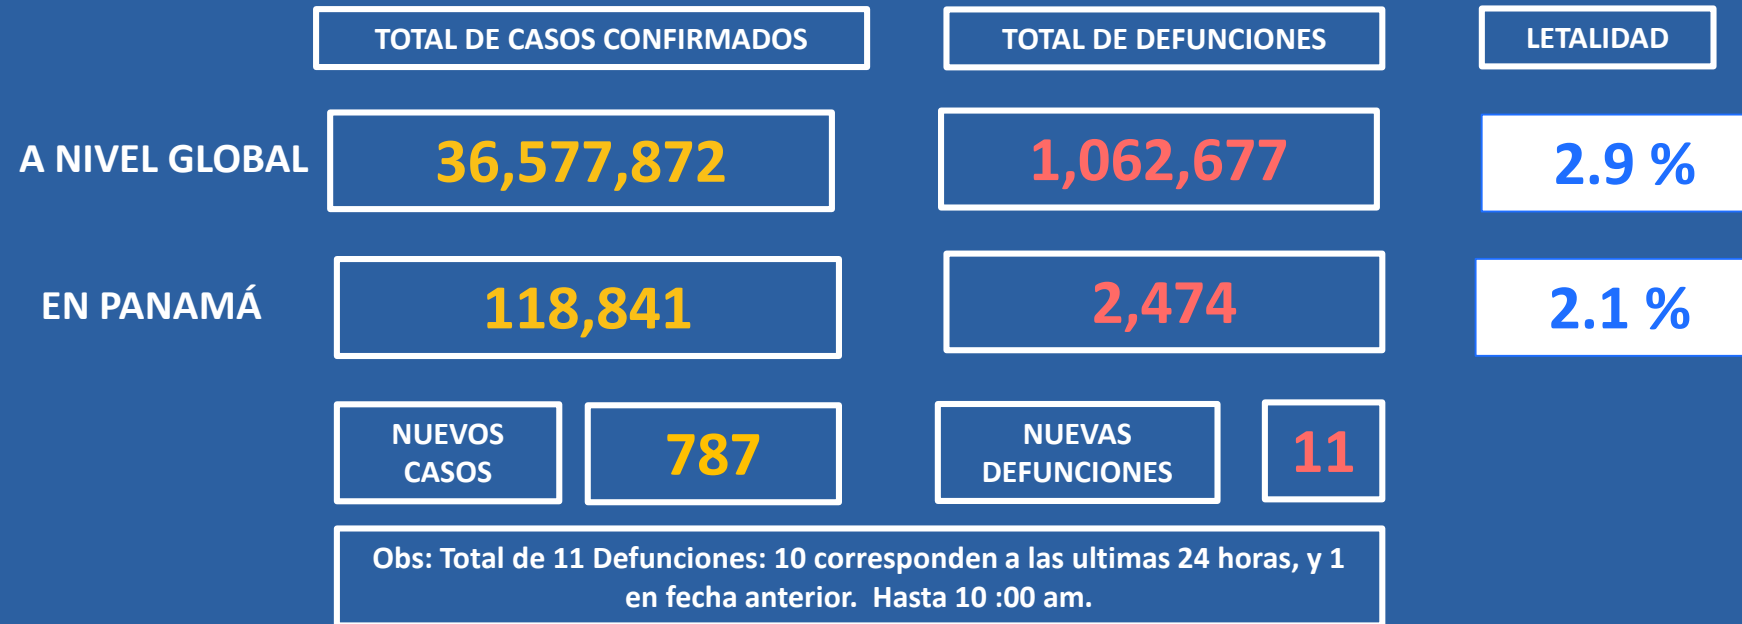 TOTAL DE CASOS CONFIRMADOS
TOTAL DE DEFUNCIONES
LETALIDAD
A NIVEL GLOBAL
36,577,872
1,062,677
2.9 %
EN PANAMÁ
118,841
2,474
2.1 %
NUEVOS
CASOS
787
NUEVAS
DEFUNCIONES
11
Obs: Total de 11 Defunciones: 10 corresponden a las ultimas 24 horas, y 1
en fecha anterior. Hasta 10 :00 am.